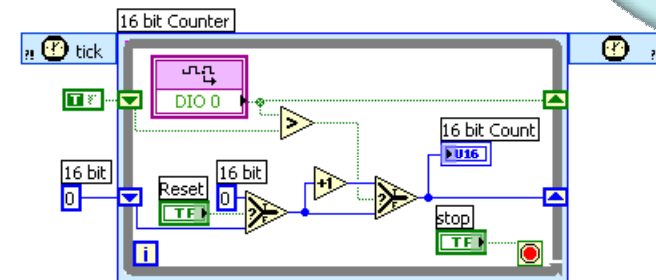 16 bit Counter
?! tick ?
T F
DIO 0
>
16 bit Count
U16
16 bit
0
Reset
TF
16 bit
0
?
T
F
+1
?
T
F
stop
TF
i